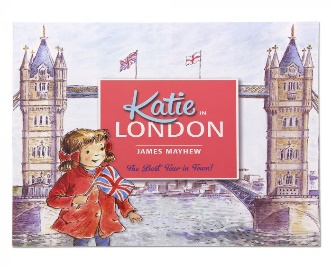 Katie IN
LONDON
JAMES MAYHEW
The Best Tour in Town!